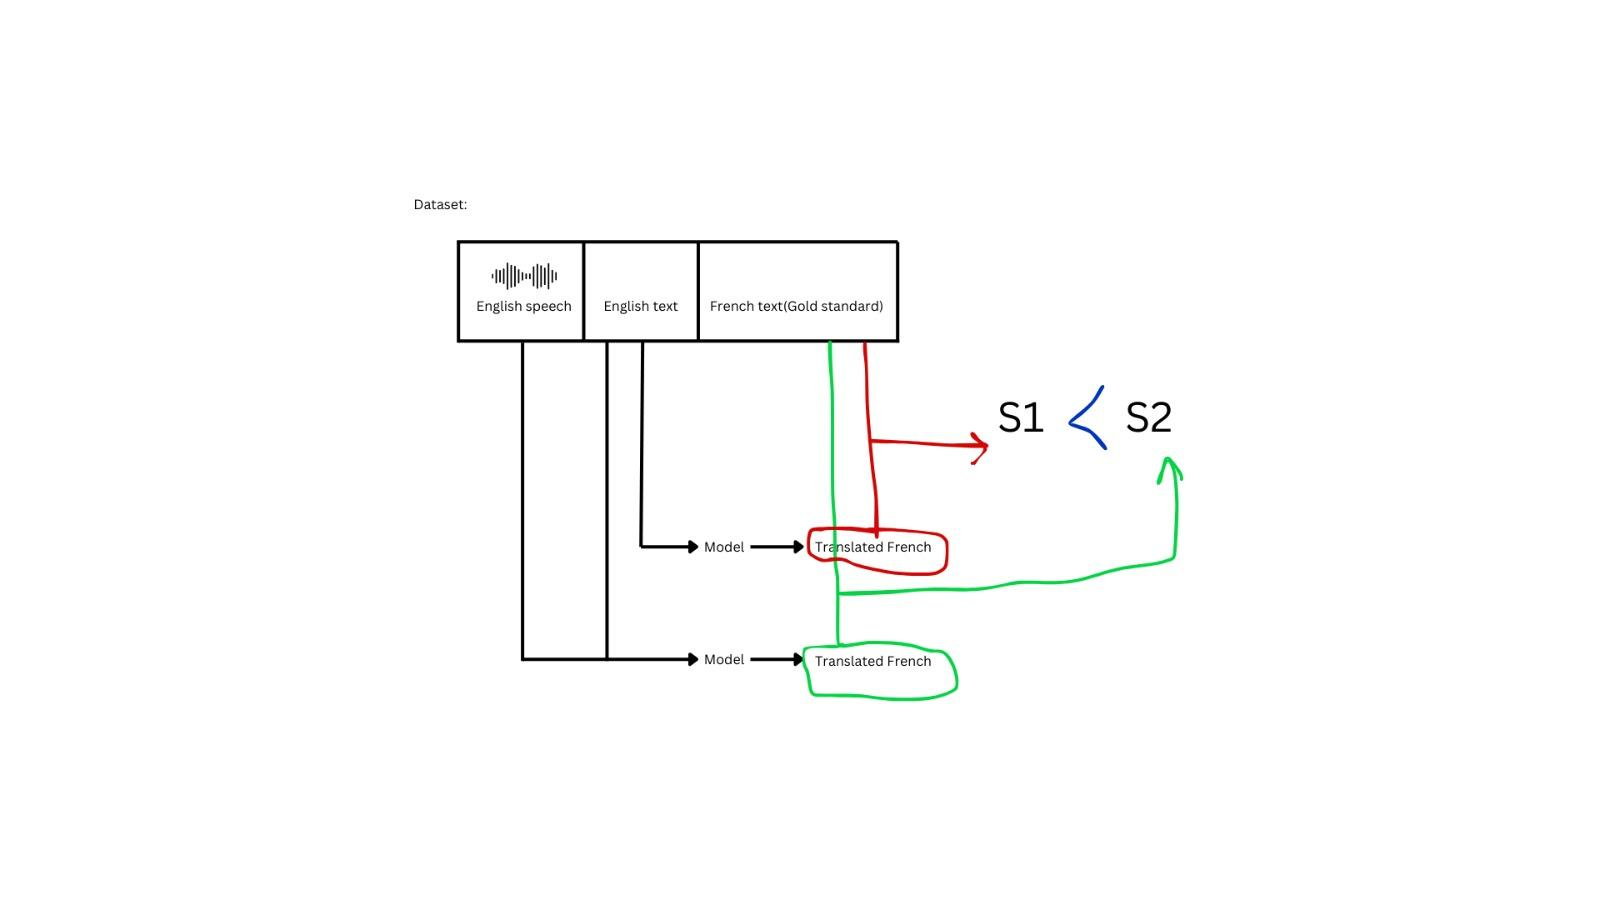 Dataset:
English speech
English text
French text(Gold standard)
S1 < S2
Model
Translated French
Model
Translated French